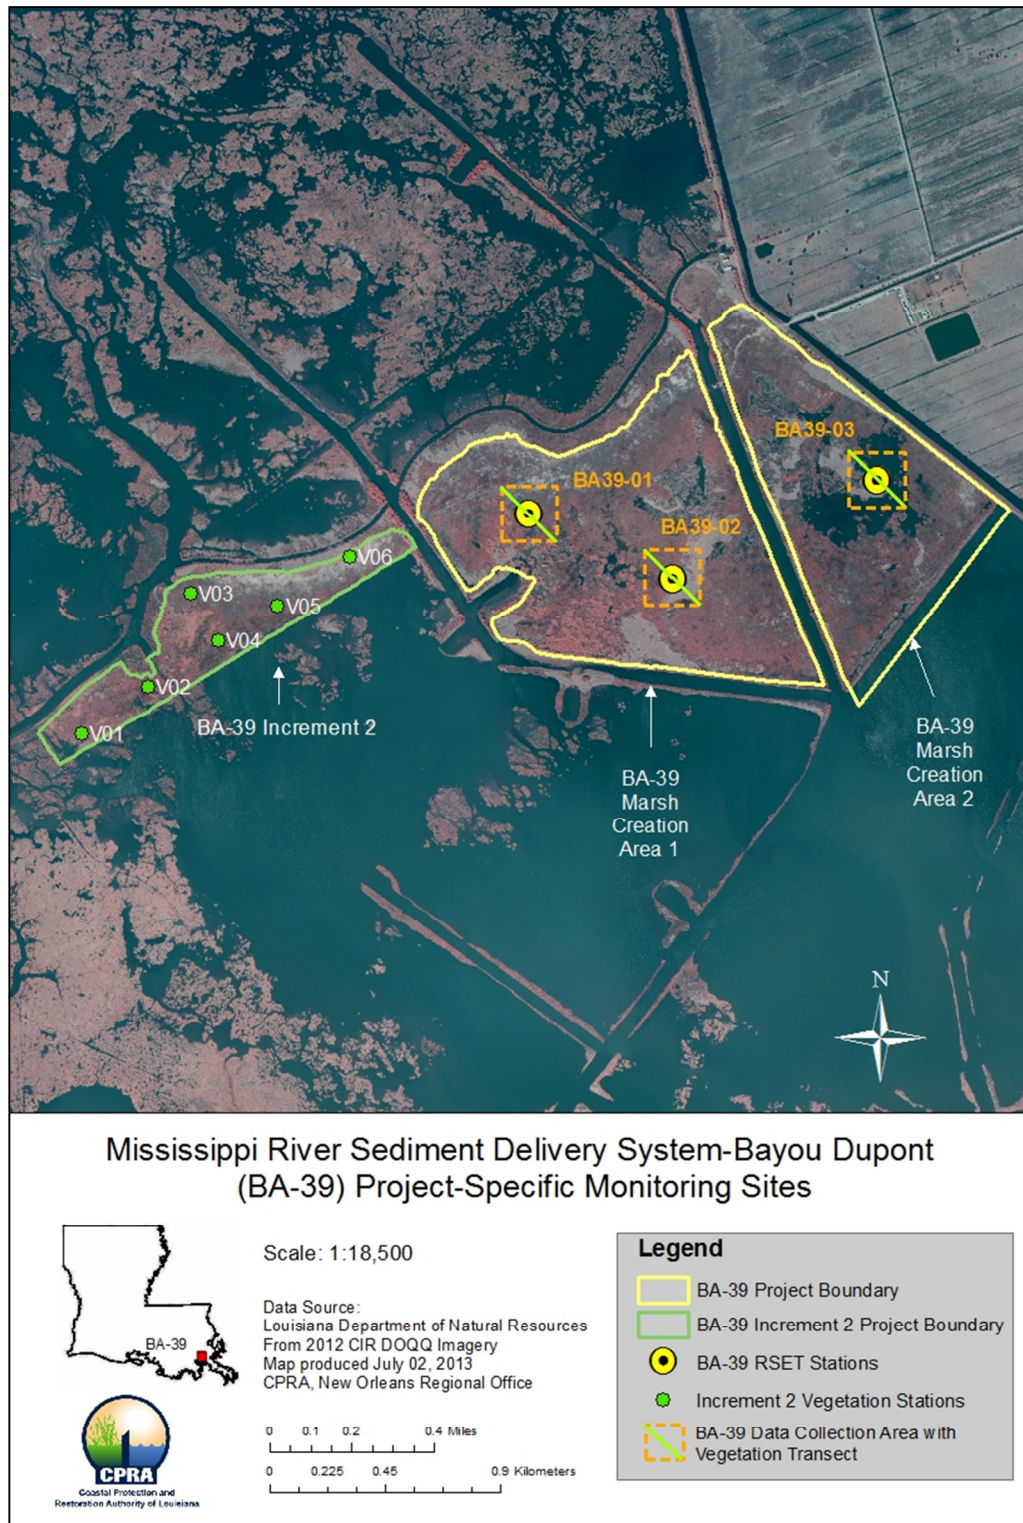 BA39-03
BA39-01
BA39-02
V06
V03
V05
V04
V02
V01
BA-39 Increment 2
BA-39
Marsh
Creation
Area 2
BA-39
Marsh
Creation
Area 1
N
Mississippi River Sediment Delivery System-Bayou Dupont
(BA-39) Project-Specific Monitoring Sites
BA-39
Scale: 1:18,500
Data Source:
Louisiana Department of Natural Resources
From 2012 CIR DOQQ Imagery
Map produced July 02, 2013
CPRA, New Orleans Regional Office
0 0.1 0.2 0.4 Miles
0 0.225 0.45 0.9 Kilometers
CPRA
Coastal Protection and
Restoration Authority of Louisiana
Legend
BA-39 Project Boundary
BA-39 Increment 2 Project Boundary
BA-39 RSET Stations
Increment 2 Vegetation Stations
BA-39 Data Collection Area with
Vegetation Transect